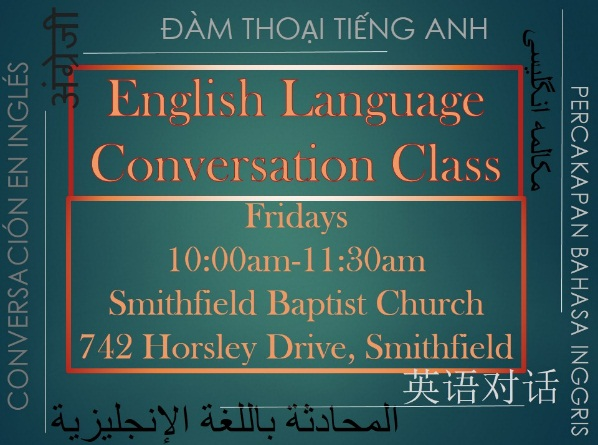 ĐÀM THOẠI TIẾNG ANH
अंग्रेजी
CONVERSACIÓN EN INGLÉS
English Language
Conversation Class
مکالمه انگلیسی
PERCAKAPAN BAHASA INGGRIS
Fridays
10:00am-11:30am
Smithfield Baptist Church
742 Horsley Drive, Smithfield
英语对话
المحادثة باللغة الإنجليزية